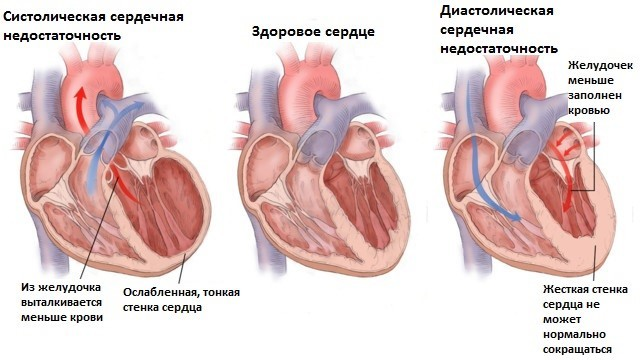 Систолическая сердечная
недостаточность
Здоровое сердце
Диастолическая
сердечная
недостаточность
Желудочек
меньше
заполнен
кровью
Из желудочка
выталкивается
меньше крови
Ослабленная, тонкая
стенка сердца
Жесткая стенка
сердца не
может
нормально
сокращаться